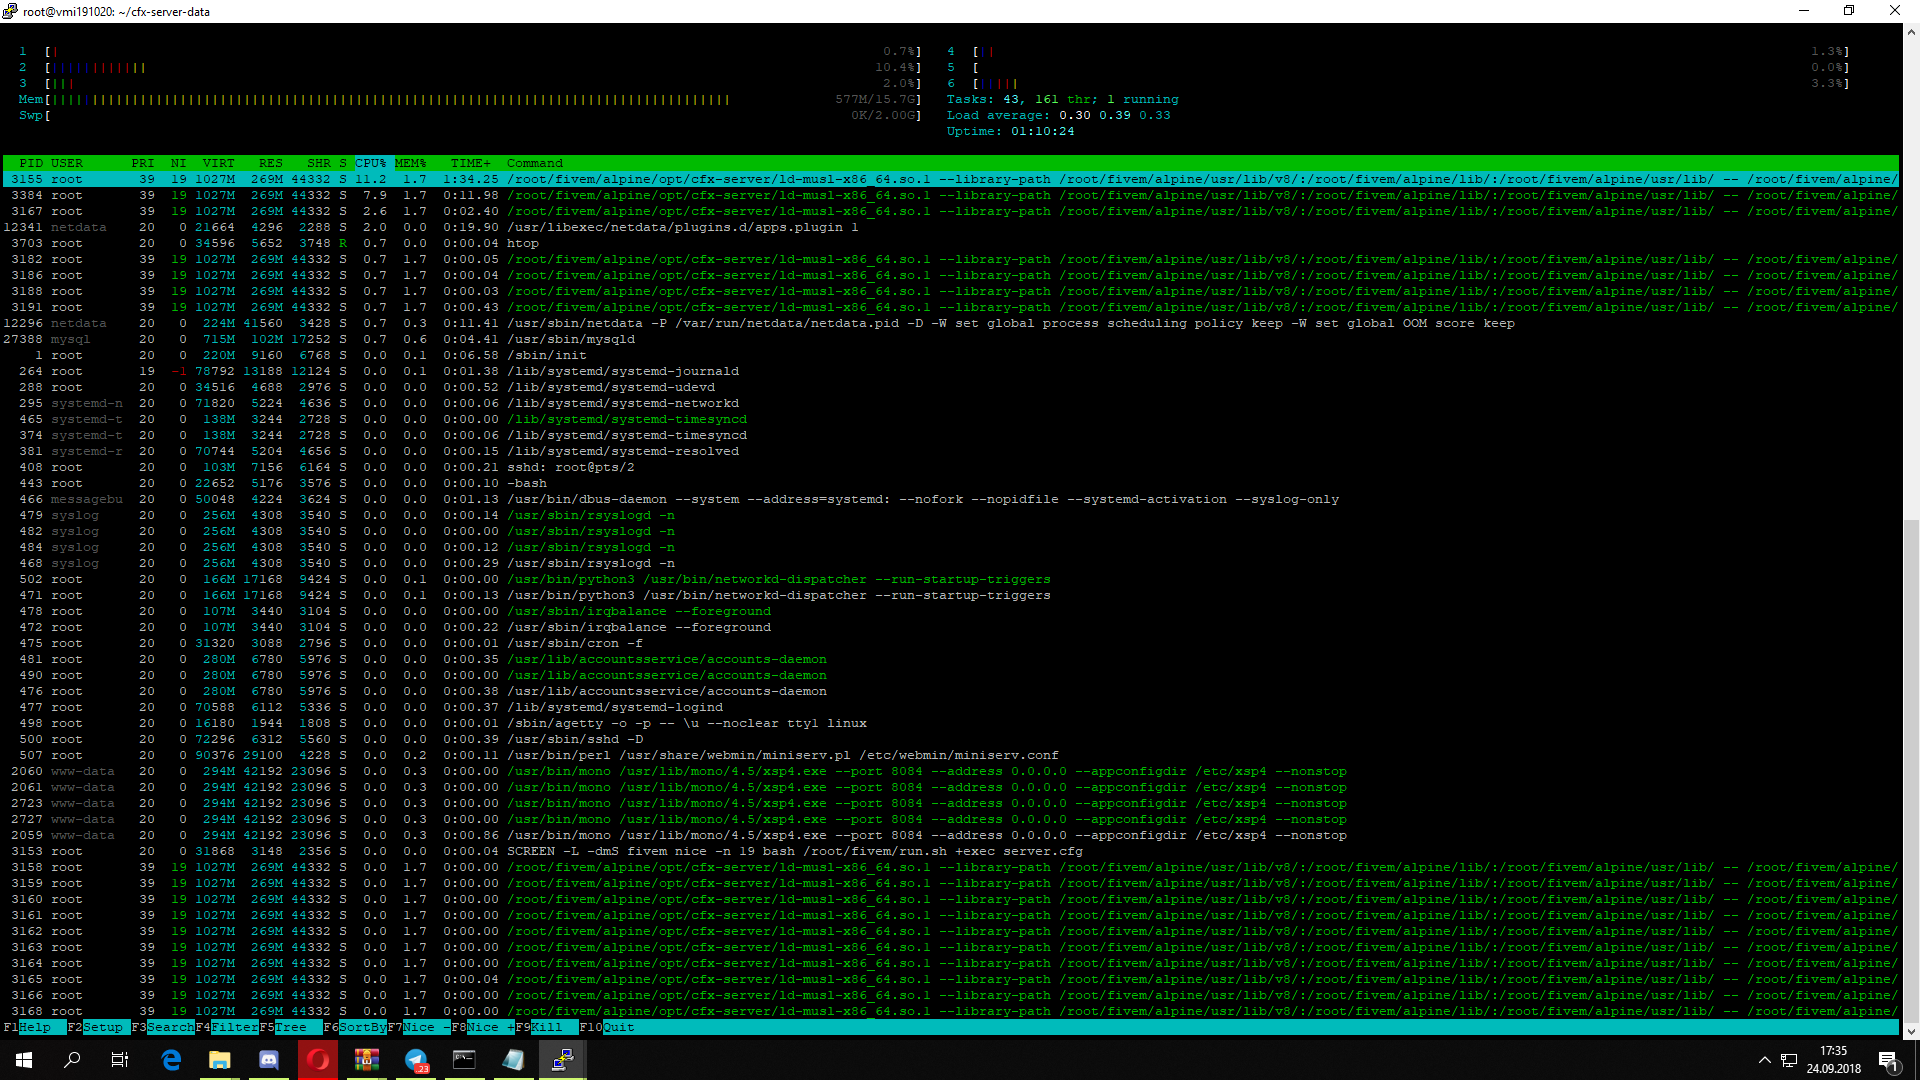 root@vmi191020: ~/cfx-server-data
1 [| 0.7%] 4 [|| 1.3%]
2 [|||||||||||| 10.4%] 5 [ 0.0%]
3 [||| 2.0%] 6 [||||| 3.3%]
Mem[||||||||||||||||||||||||||||||||||||||||||||||||||||||||||||||||||||||||||||||||||||| 577M/15.7G] Tasks: 43, 161 thr; 1 running
Swp[ 0K/2.00G] Load average: 0.30 0.39 0.33
Uptime: 01:10:24
PID USER PRI NI VIRT RES SHR S CPU% MEM% TIME+ Command
3155 root 39 19 1027M 269M 44332 S 11.2 1.7 1:34.25 /root/fivem/alpine/opt/cfx-server/ld-musl-x86_64.so.1 --library-path /root/fivem/alpine/usr/lib/v8/:/root/fivem/alpine/lib/:/root/fivem/alpine/usr/lib/ -- /root/fivem/alpine/
3384 root 39 19 1027M 269M 44332 S 7.9 1.7 0:11.98 /root/fivem/alpine/opt/cfx-server/ld-musl-x86_64.so.1 --library-path /root/fivem/alpine/usr/lib/v8/:/root/fivem/alpine/lib/:/root/fivem/alpine/usr/lib/ -- /root/fivem/alpine/
3167 root 39 19 1027M 269M 44332 S 2.6 1.7 0:02.40 /root/fivem/alpine/opt/cfx-server/ld-musl-x86_64.so.1 --library-path /root/fivem/alpine/usr/lib/v8/:/root/fivem/alpine/lib/:/root/fivem/alpine/usr/lib/ -- /root/fivem/alpine/
12341 netdata 20 0 21664 4296 2288 S 2.0 0.0 0:19.90 /usr/libexec/netdata/plugins.d/apps.plugin 1
3703 root 20 0 34596 5652 3748 R 0.7 0.0 0:00.04 htop
3182 root 39 19 1027M 269M 44332 S 0.7 1.7 0:00.05 /root/fivem/alpine/opt/cfx-server/ld-musl-x86_64.so.1 --library-path /root/fivem/alpine/usr/lib/v8/:/root/fivem/alpine/lib/:/root/fivem/alpine/usr/lib/ -- /root/fivem/alpine/
3186 root 39 19 1027M 269M 44332 S 0.7 1.7 0:00.04 /root/fivem/alpine/opt/cfx-server/ld-musl-x86_64.so.1 --library-path /root/fivem/alpine/usr/lib/v8/:/root/fivem/alpine/lib/:/root/fivem/alpine/usr/lib/ -- /root/fivem/alpine/
3188 root 39 19 1027M 269M 44332 S 0.7 1.7 0:00.03 /root/fivem/alpine/opt/cfx-server/ld-musl-x86_64.so.1 --library-path /root/fivem/alpine/usr/lib/v8/:/root/fivem/alpine/lib/:/root/fivem/alpine/usr/lib/ -- /root/fivem/alpine/
3191 root 39 19 1027M 269M 44332 S 0.7 1.7 0:00.43 /root/fivem/alpine/opt/cfx-server/ld-musl-x86_64.so.1 --library-path /root/fivem/alpine/usr/lib/v8/:/root/fivem/alpine/lib/:/root/fivem/alpine/usr/lib/ -- /root/fivem/alpine/
12296 netdata 20 0 224M 41560 3428 S 0.7 0.3 0:11.41 /usr/sbin/netdata -P /var/run/netdata/netdata.pid -D -W set global process scheduling policy keep -W set global OOM score keep
27388 mysql 20 0 715M 102M 17252 S 0.7 0.6 0:04.41 /usr/sbin/mysqld
1 root 20 0 220M 9160 6768 S 0.0 0.1 0:06.58 /sbin/init
264 root 19 -1 78792 13188 12124 S 0.0 0.1 0:01.38 /lib/systemd/systemd-journald
288 root 20 0 34516 4688 2976 S 0.0 0.0 0:00.52 /lib/systemd/systemd-udevd
295 systemd-n 20 0 71820 5224 4636 S 0.0 0.0 0:00.06 /lib/systemd/systemd-networkd
465 systemd-t 20 0 138M 3244 2728 S 0.0 0.0 0:00.00 /lib/systemd/systemd-timesyncd
374 systemd-t 20 0 138M 3244 2728 S 0.0 0.0 0:00.06 /lib/systemd/systemd-timesyncd
381 systemd-r 20 0 70744 5204 4656 S 0.0 0.0 0:00.15 /lib/systemd/systemd-resolved
408 root 20 0 103M 7156 6164 S 0.0 0.0 0:00.21 sshd: root@pts/2
443 root 20 0 22652 5176 3576 S 0.0 0.0 0:00.10 -bash
466 messagebu 20 0 50048 4224 3624 S 0.0 0.0 0:01.13 /usr/bin/dbus-daemon --system --address=systemd: --nofork --nopidfile --systemd-activation --syslog-only
479 syslog 20 0 256M 4308 3540 S 0.0 0.0 0:00.14 /usr/sbin/rsyslogd -n
482 syslog 20 0 256M 4308 3540 S 0.0 0.0 0:00.00 /usr/sbin/rsyslogd -n
484 syslog 20 0 256M 4308 3540 S 0.0 0.0 0:00.12 /usr/sbin/rsyslogd -n
468 syslog 20 0 256M 4308 3540 S 0.0 0.0 0:00.29 /usr/sbin/rsyslogd -n
502 root 20 0 166M 17168 9424 S 0.0 0.1 0:00.00 /usr/bin/python3 /usr/bin/networkd-dispatcher --run-startup-triggers
471 root 20 0 166M 17168 9424 S 0.0 0.1 0:00.13 /usr/bin/python3 /usr/bin/networkd-dispatcher --run-startup-triggers
478 root 20 0 107M 3440 3104 S 0.0 0.0 0:00.00 /usr/sbin/irqbalance --foreground
472 root 20 0 107M 3440 3104 S 0.0 0.0 0:00.22 /usr/sbin/irqbalance --foreground
475 root 20 0 31320 3088 2796 S 0.0 0.0 0:00.01 /usr/sbin/cron -f
481 root 20 0 280M 6780 5976 S 0.0 0.0 0:00.35 /usr/lib/accountsservice/accounts-daemon
490 root 20 0 280M 6780 5976 S 0.0 0.0 0:00.00 /usr/lib/accountsservice/accounts-daemon
476 root 20 0 280M 6780 5976 S 0.0 0.0 0:00.38 /usr/lib/accountsservice/accounts-daemon
477 root 20 0 70588 6112 5336 S 0.0 0.0 0:00.37 /lib/systemd/systemd-logind
498 root 20 0 16180 1944 1808 S 0.0 0.0 0:00.01 /sbin/agetty -o -p -- \u --noclear tty1 linux
500 root 20 0 72296 6312 5560 S 0.0 0.0 0:00.39 /usr/sbin/sshd -D
507 root 20 0 90376 29100 4228 S 0.0 0.2 0:00.11 /usr/bin/perl /usr/share/webmin/miniserv.pl /etc/webmin/miniserv.conf
2060 www-data 20 0 294M 42192 23096 S 0.0 0.3 0:00.00 /usr/bin/mono /usr/lib/mono/4.5/xsp4.exe --port 8084 --address 0.0.0.0 --appconfigdir /etc/xsp4 --nonstop
2061 www-data 20 0 294M 42192 23096 S 0.0 0.3 0:00.00 /usr/bin/mono /usr/lib/mono/4.5/xsp4.exe --port 8084 --address 0.0.0.0 --appconfigdir /etc/xsp4 --nonstop
2723 www-data 20 0 294M 42192 23096 S 0.0 0.3 0:00.00 /usr/bin/mono /usr/lib/mono/4.5/xsp4.exe --port 8084 --address 0.0.0.0 --appconfigdir /etc/xsp4 --nonstop
2727 www-data 20 0 294M 42192 23096 S 0.0 0.3 0:00.00 /usr/bin/mono /usr/lib/mono/4.5/xsp4.exe --port 8084 --address 0.0.0.0 --appconfigdir /etc/xsp4 --nonstop
2059 www-data 20 0 294M 42192 23096 S 0.0 0.3 0:00.86 /usr/bin/mono /usr/lib/mono/4.5/xsp4.exe --port 8084 --address 0.0.0.0 --appconfigdir /etc/xsp4 --nonstop
3153 root 20 0 31868 3148 2356 S 0.0 0.0 0:00.04 SCREEN -L -dmS fivem nice -n 19 bash /root/fivem/run.sh +exec server.cfg
3158 root 39 19 1027M 269M 44332 S 0.0 1.7 0:00.00 /root/fivem/alpine/opt/cfx-server/ld-musl-x86_64.so.1 --library-path /root/fivem/alpine/usr/lib/v8/:/root/fivem/alpine/lib/:/root/fivem/alpine/usr/lib/ -- /root/fivem/alpine/
3159 root 39 19 1027M 269M 44332 S 0.0 1.7 0:00.00 /root/fivem/alpine/opt/cfx-server/ld-musl-x86_64.so.1 --library-path /root/fivem/alpine/usr/lib/v8/:/root/fivem/alpine/lib/:/root/fivem/alpine/usr/lib/ -- /root/fivem/alpine/
3160 root 39 19 1027M 269M 44332 S 0.0 1.7 0:00.00 /root/fivem/alpine/opt/cfx-server/ld-musl-x86_64.so.1 --library-path /root/fivem/alpine/usr/lib/v8/:/root/fivem/alpine/lib/:/root/fivem/alpine/usr/lib/ -- /root/fivem/alpine/
3161 root 39 19 1027M 269M 44332 S 0.0 1.7 0:00.00 /root/fivem/alpine/opt/cfx-server/ld-musl-x86_64.so.1 --library-path /root/fivem/alpine/usr/lib/v8/:/root/fivem/alpine/lib/:/root/fivem/alpine/usr/lib/ -- /root/fivem/alpine/
3162 root 39 19 1027M 269M 44332 S 0.0 1.7 0:00.00 /root/fivem/alpine/opt/cfx-server/ld-musl-x86_64.so.1 --library-path /root/fivem/alpine/usr/lib/v8/:/root/fivem/alpine/lib/:/root/fivem/alpine/usr/lib/ -- /root/fivem/alpine/
3163 root 39 19 1027M 269M 44332 S 0.0 1.7 0:00.00 /root/fivem/alpine/opt/cfx-server/ld-musl-x86_64.so.1 --library-path /root/fivem/alpine/usr/lib/v8/:/root/fivem/alpine/lib/:/root/fivem/alpine/usr/lib/ -- /root/fivem/alpine/
3164 root 39 19 1027M 269M 44332 S 0.0 1.7 0:00.00 /root/fivem/alpine/opt/cfx-server/ld-musl-x86_64.so.1 --library-path /root/fivem/alpine/usr/lib/v8/:/root/fivem/alpine/lib/:/root/fivem/alpine/usr/lib/ -- /root/fivem/alpine/
3165 root 39 19 1027M 269M 44332 S 0.0 1.7 0:00.04 /root/fivem/alpine/opt/cfx-server/ld-musl-x86_64.so.1 --library-path /root/fivem/alpine/usr/lib/v8/:/root/fivem/alpine/lib/:/root/fivem/alpine/usr/lib/ -- /root/fivem/alpine/
3166 root 39 19 1027M 269M 44332 S 0.0 1.7 0:00.00 /root/fivem/alpine/opt/cfx-server/ld-musl-x86_64.so.1 --library-path /root/fivem/alpine/usr/lib/v8/:/root/fivem/alpine/lib/:/root/fivem/alpine/usr/lib/ -- /root/fivem/alpine/
3168 root 39 19 1027M 269M 44332 S 0.0 1.7 0:00.00 /root/fivem/alpine/opt/cfx-server/ld-musl-x86_64.so.1 --library-path /root/fivem/alpine/usr/lib/v8/:/root/fivem/alpine/lib/:/root/fivem/alpine/usr/lib/ -- /root/fivem/alpine/
F1Help F2Setup F3SearchF4FilterF5Tree F6SortByF7Nice -F8Nice +F9Kill F10Quit
23
17:35
24.09.2018
1